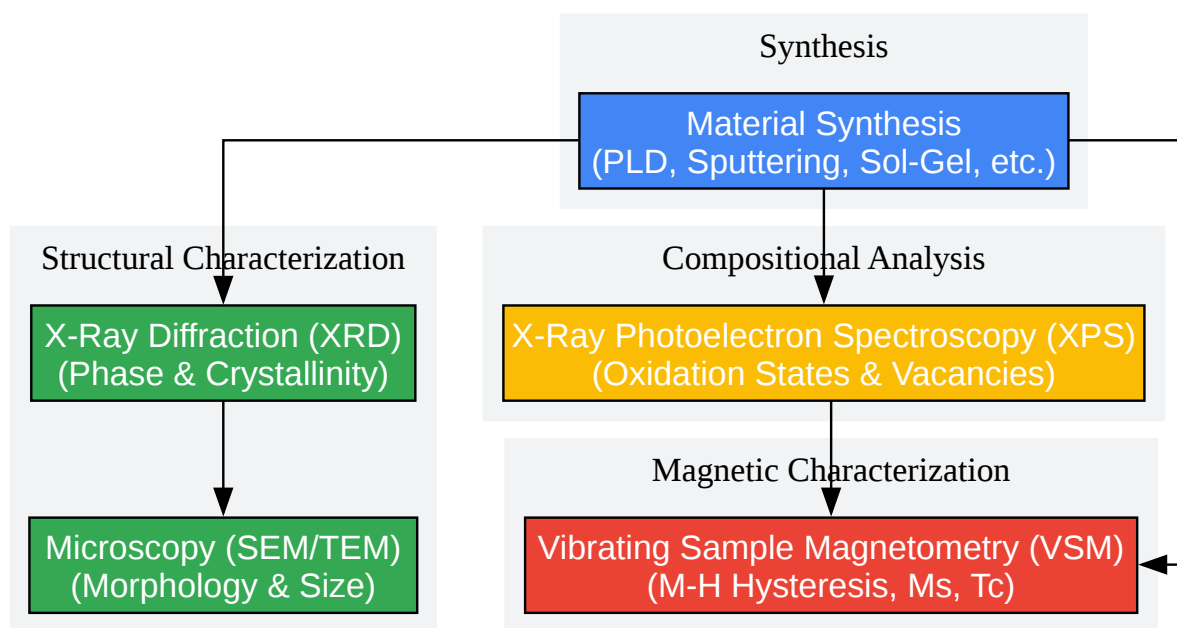 Synthesis
Material Synthesis
(PLD, Sputtering, Sol-Gel, etc.)
Structural Characterization
X-Ray Diffraction (XRD)
(Phase & Crystallinity)
Microscopy (SEM/TEM)
(Morphology & Size)
Compositional Analysis
X-Ray Photoelectron Spectroscopy (XPS)
(Oxidation States & Vacancies)
Magnetic Characterization
Vibrating Sample Magnetometry (VSM)
(M-H Hysteresis, Ms, Tc)